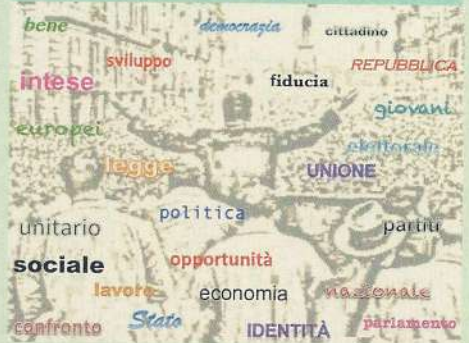 bene democrazia cittadino
sviluppo REPUBBLICA
intese fiducia
giovani
europei elettorale
legge UNIONE
politica
unitario partiti
sociale opportunità
lavoro economia nazionale
confronto Stato IDENTITÀ parlamento